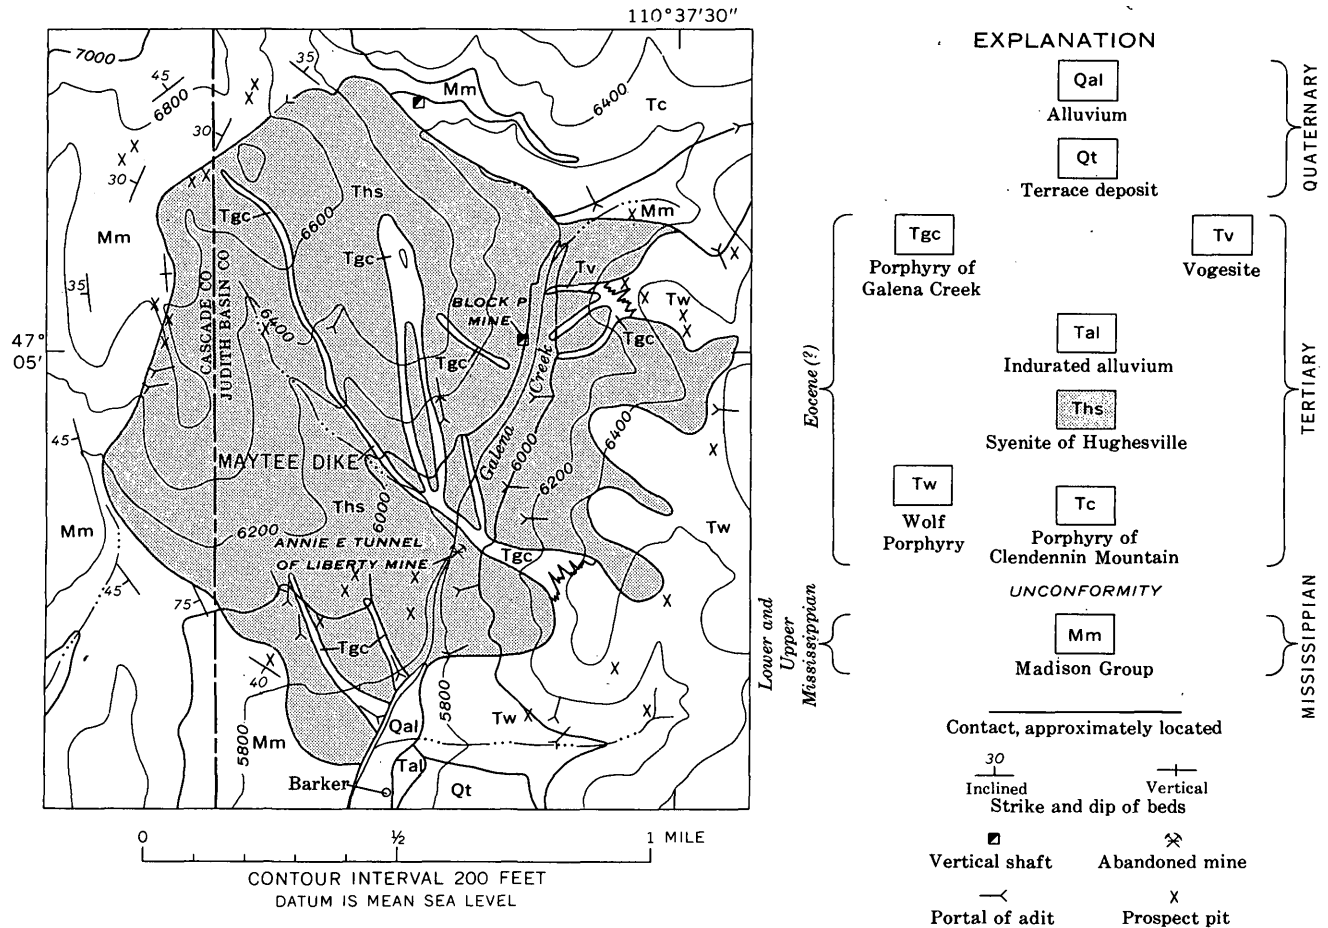 110°37'30"
7000
45
6800
35
Mm
6400
Tc
30
30
Ths
Tgc
6600
Mm
Mm
Tgc
35
CASCADE CO
JUDITH BASIN CO
6400
BLOCK P
MINE
Tv
Tw
Tgc
47°
05'
Tgc
Galena Creek
6400
45
MAYTEE DIKE
6000
6200
Ths
6000
Mm
6200
Tw
ANNIE E TUNNEL
OF LIBERTY MINE
Tgc
45
75
Tgc
40
5800
Tw
Qal
5800
Mm
Tal
Barker
Qt
0 ½ 1 MILE
CONTOUR INTERVAL 200 FEET
DATUM IS MEAN SEA LEVEL
EXPLANATION
Qal
Alluvium
Qt
Terrace deposit
QUATERNARY
Tgc
Porphyry of
Galena Creek
Tv
Vogesite
Tal
Indurated alluvium
Ths
Syenite of Hughesville
Eocene (?)
TERTIARY
Tw
Wolf
Porphyry
Tc
Porphyry of
Clendennin Mountain
UNCONFORMITY
Lower and
Upper
Mississippian
Mm
Madison Group
MISSISSIPPIAN
Contact, approximately located
30
Inclined Vertical
Strike and dip of beds
Vertical shaft Abandoned mine
Portal of adit Prospect pit